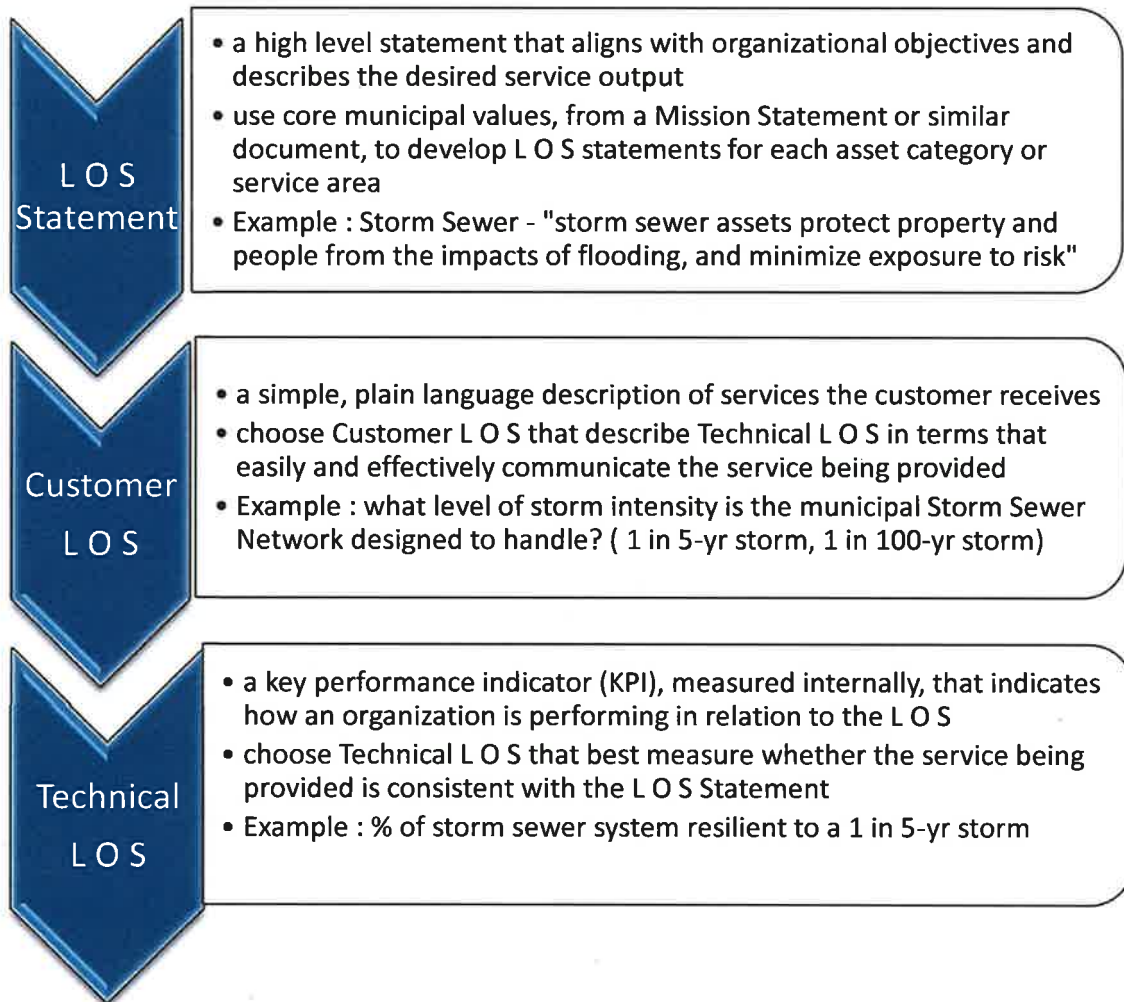 L O S
Statement
• a high level statement that aligns with organizational objectives and
describes the desired service output
• use core municipal values, from a Mission Statement or similar
document, to develop L O S statements for each asset category or
service area
• Example : Storm Sewer - "storm sewer assets protect property and
people from the impacts of flooding, and minimize exposure to risk"
Customer
L O S
• a simple, plain language description of services the customer receives
• choose Customer L O S that describe Technical L O S in terms that
easily and effectively communicate the service being provided
• Example : what level of storm intensity is the municipal Storm Sewer
Network designed to handle? ( 1 in 5-yr storm, 1 in 100-yr storm)
Technical
L O S
• a key performance indicator (KPI), measured internally, that indicates
how an organization is performing in relation to the L O S
• choose Technical L O S that best measure whether the service being
provided is consistent with the L O S Statement
• Example : % of storm sewer system resilient to a 1 in 5-yr storm